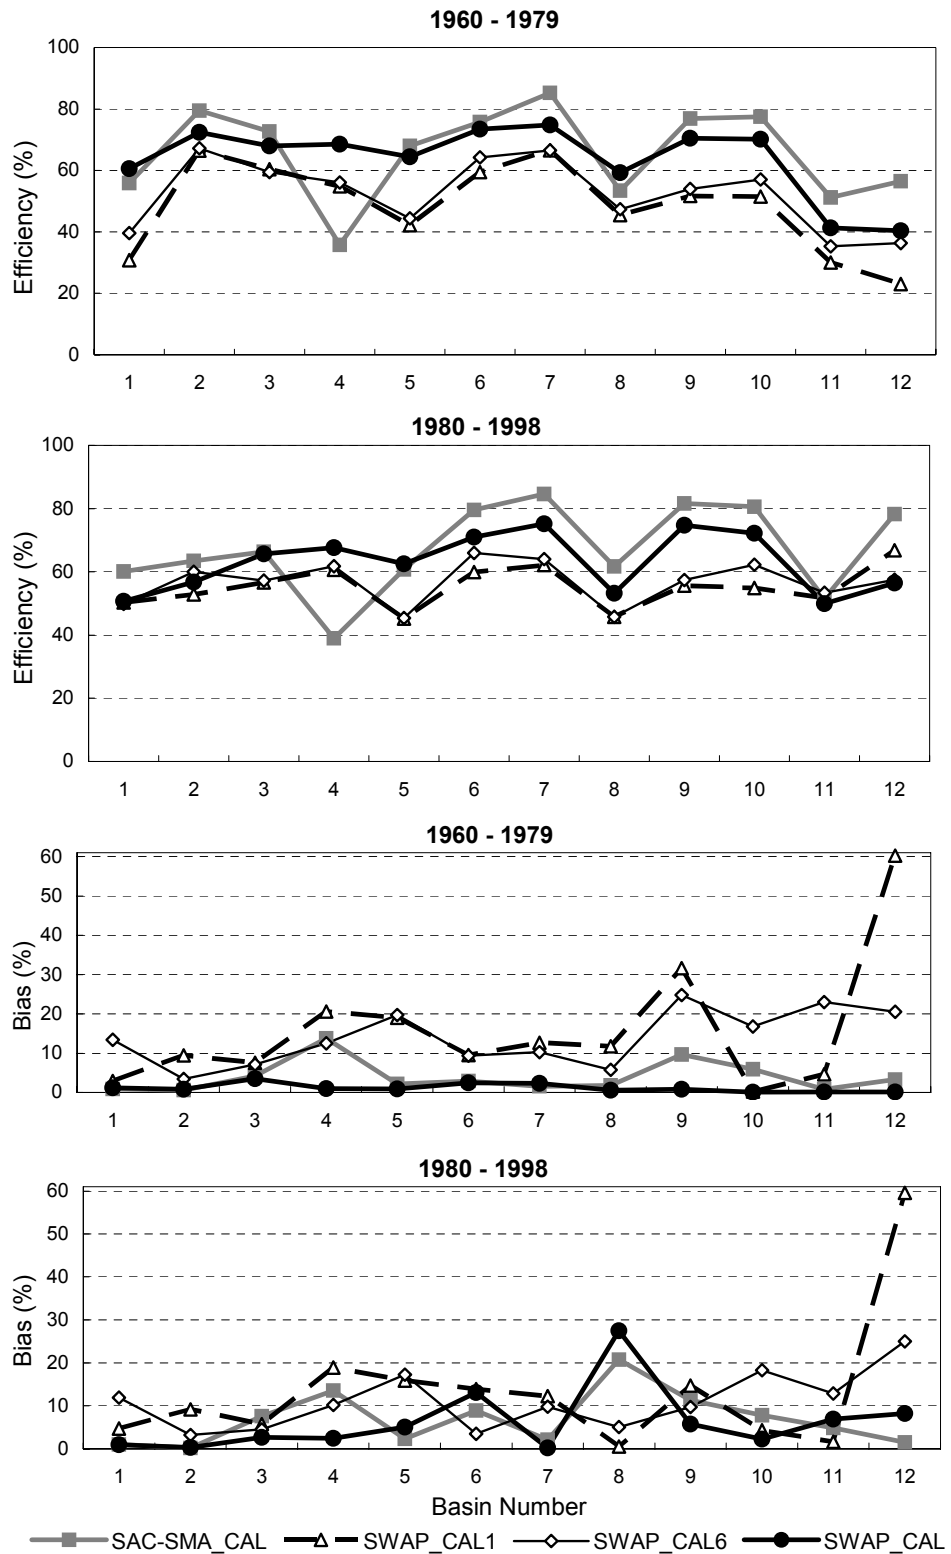 1960 - 1979
100
80
60
40
20
0
Efficiency (%)
1 2 3 4 5 6 7 8 9 10 11 12
1980 - 1998
100
80
60
40
20
0
Efficiency (%)
1 2 3 4 5 6 7 8 9 10 11 12
1960 - 1979
60
50
40
30
20
10
0
Bias (%)
1 2 3 4 5 6 7 8 9 10 11 12
1980 - 1998
60
50
40
30
20
10
0
Bias (%)
1 2 3 4 5 6 7 8 9 10 11 12
Basin Number
SAC-SMA_CAL SWAP_CAL1 SWAP_CAL6 SWAP_CAL